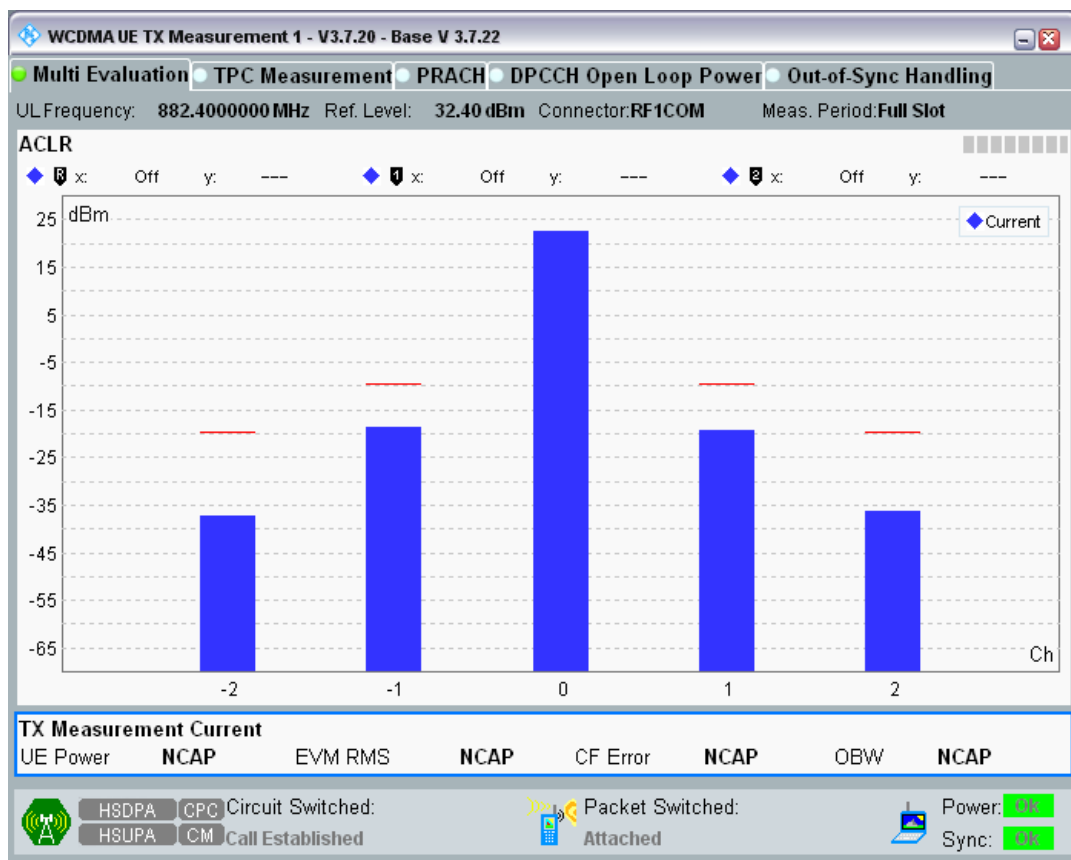 WCDMA UE TX Measurement 1 - V3.7.20 - Base V 3.7.22
Multi Evaluation TPC Measurement PRACH DPCCH Open Loop Power Out-of-Sync Handling
UL Frequency: 882.4000000 MHz Ref. Level: 32.40 dBm Connector:RF1COM Meas. Period:Full Slot
ACLR
R x: Off y: --- 1 x: Off y: --- 2 x: Off y: ---
dBm
Current
25
15
5
-5
-15
-25
-35
-45
-55
-65
Ch
-2 -1 0 1 2
TX Measurement Current
UE Power NCAP EVM RMS NCAP CF Error NCAP OBW NCAP
HSDPA CPC Circuit Switched: Packet Switched: Power: OK
HSUPA CM Call Established Attached Sync: OK